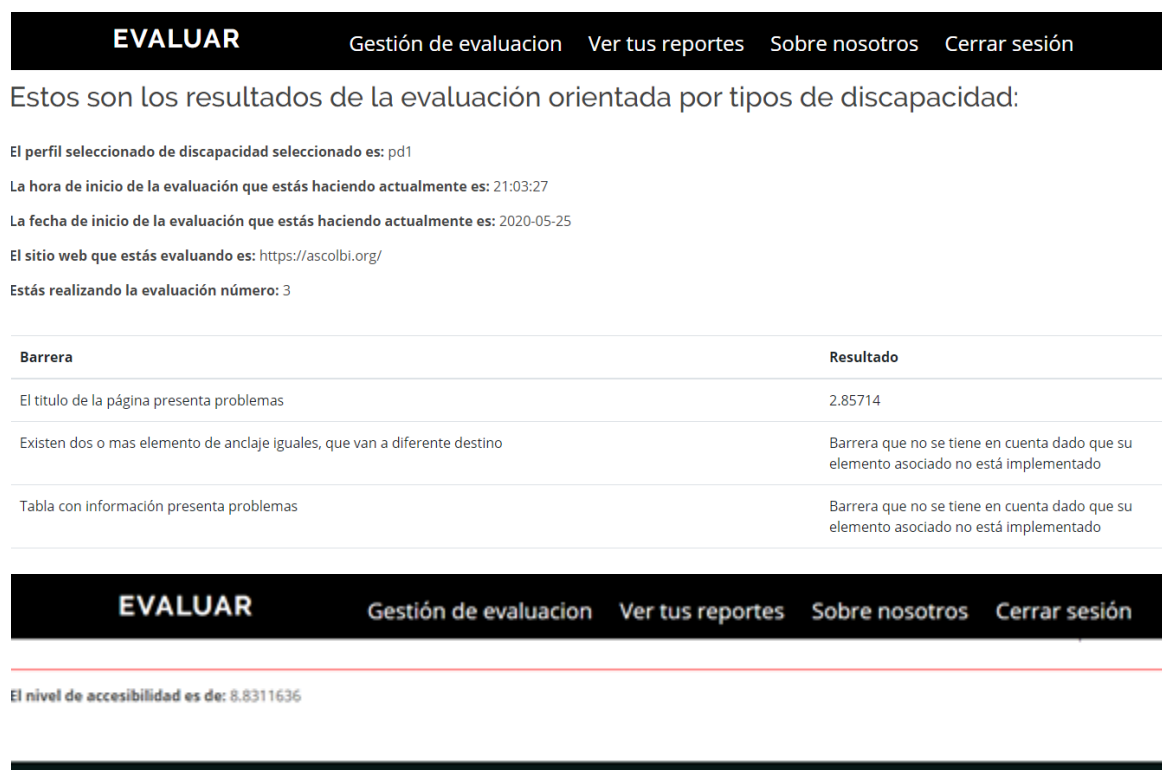 EVALUAR Gestión de evaluacion Ver tus reportes Sobre nosotros Cerrar sesión
Estos son los resultados de la evaluación orientada por tipos de discapacidad:
El perfil seleccionado de discapacidad seleccionado es: pd1
La hora de inicio de la evaluación que estás haciendo actualmente es: 21:03:27
La fecha de inicio de la evaluación que estás haciendo actualmente es: 2020-05-25
El sitio web que estás evaluando es: https://ascolbi.org/
Estás realizando la evaluación número: 3
Barrera Resultado
El titulo de la página presenta problemas 2.85714
Existen dos o mas elemento de anclaje iguales, que van a diferente destino Barrera que no se tiene en cuenta dado que su
elemento asociado no está implementado
Tabla con información presenta problemas Barrera que no se tiene en cuenta dado que su
elemento asociado no está implementado
EVALUAR Gestión de evaluacion Ver tus reportes Sobre nosotros Cerrar sesión
El nivel de accesibilidad es de: 8.8311636